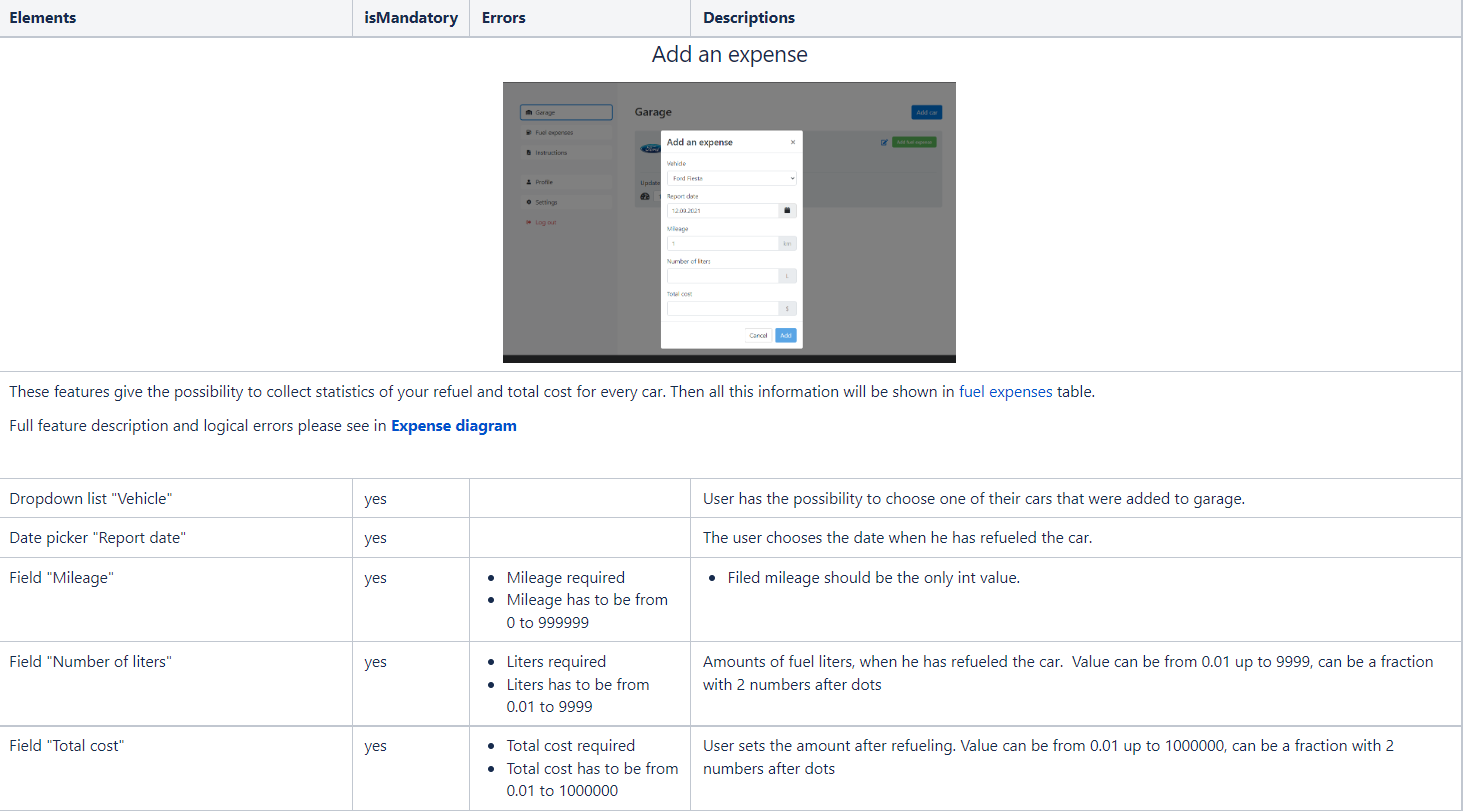 Elements isMandatory Errors Descriptions
Add an expense
Garage
Fuel expenses
Instructions
Profile
Settings
Log out
Garage
Add car
Add fuel expense
Ford
Update
Add an expense ×
Vehicle
Ford Fiesta
Report date
12.09.2021
Mileage
1 km
Number of liters
L
Total cost
Cancel Add
These features give the possibility to collect statistics of your refuel and total cost for every car. Then all this information will be shown in fuel expenses table.
Full feature description and logical errors please see in Expense diagram
Dropdown list "Vehicle" yes User has the possibility to choose one of their cars that were added to garage.
Date picker "Report date" yes The user chooses the date when he has refueled the car.
Field "Mileage" yes
• Mileage required
• Mileage has to be from
0 to 999999
• Filed mileage should be the only int value.
Field "Number of liters" yes
• Liters required
• Liters has to be from
0.01 to 9999
Amounts of fuel liters, when he has refueled the car. Value can be from 0.01 up to 9999, can be a fraction
with 2 numbers after dots
Field "Total cost" yes
• Total cost required
• Total cost has to be from
0.01 to 1000000
User sets the amount after refueling. Value can be from 0.01 up to 1000000, can be a fraction with 2
numbers after dots